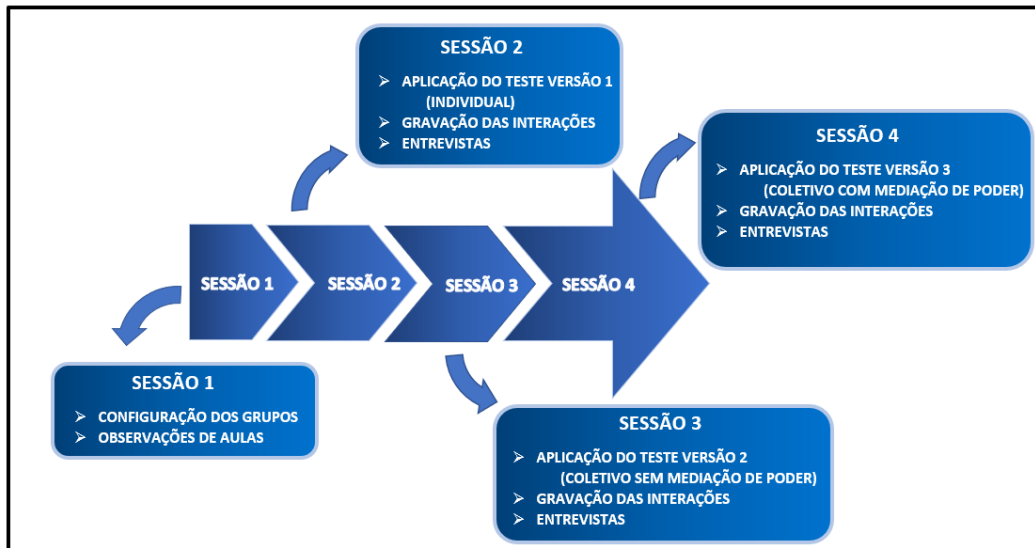 SESSÃO 2
➢ APLICAÇÃO DO TESTE VERSÃO 1
(INDIVIDUAL)
➢ GRAVAÇÃO DAS INTERAÇÕES
➢ ENTREVISTAS
SESSÃO 4
➢ APLICAÇÃO DO TESTE VERSÃO 3
(COLETIVO COM MEDIAÇÃO DE PODER)
➢ GRAVAÇÃO DAS INTERAÇÕES
➢ ENTREVISTAS
SESSÃO 1
SESSÃO 2
SESSÃO 3
SESSÃO 4
SESSÃO 1
➢ CONFIGURAÇÃO DOS GRUPOS
➢ OBSERVAÇÕES DE AULAS
SESSÃO 3
➢ APLICAÇÃO DO TESTE VERSÃO 2
(COLETIVO SEM MEDIAÇÃO DE PODER)
➢ GRAVAÇÃO DAS INTERAÇÕES
➢ ENTREVISTAS